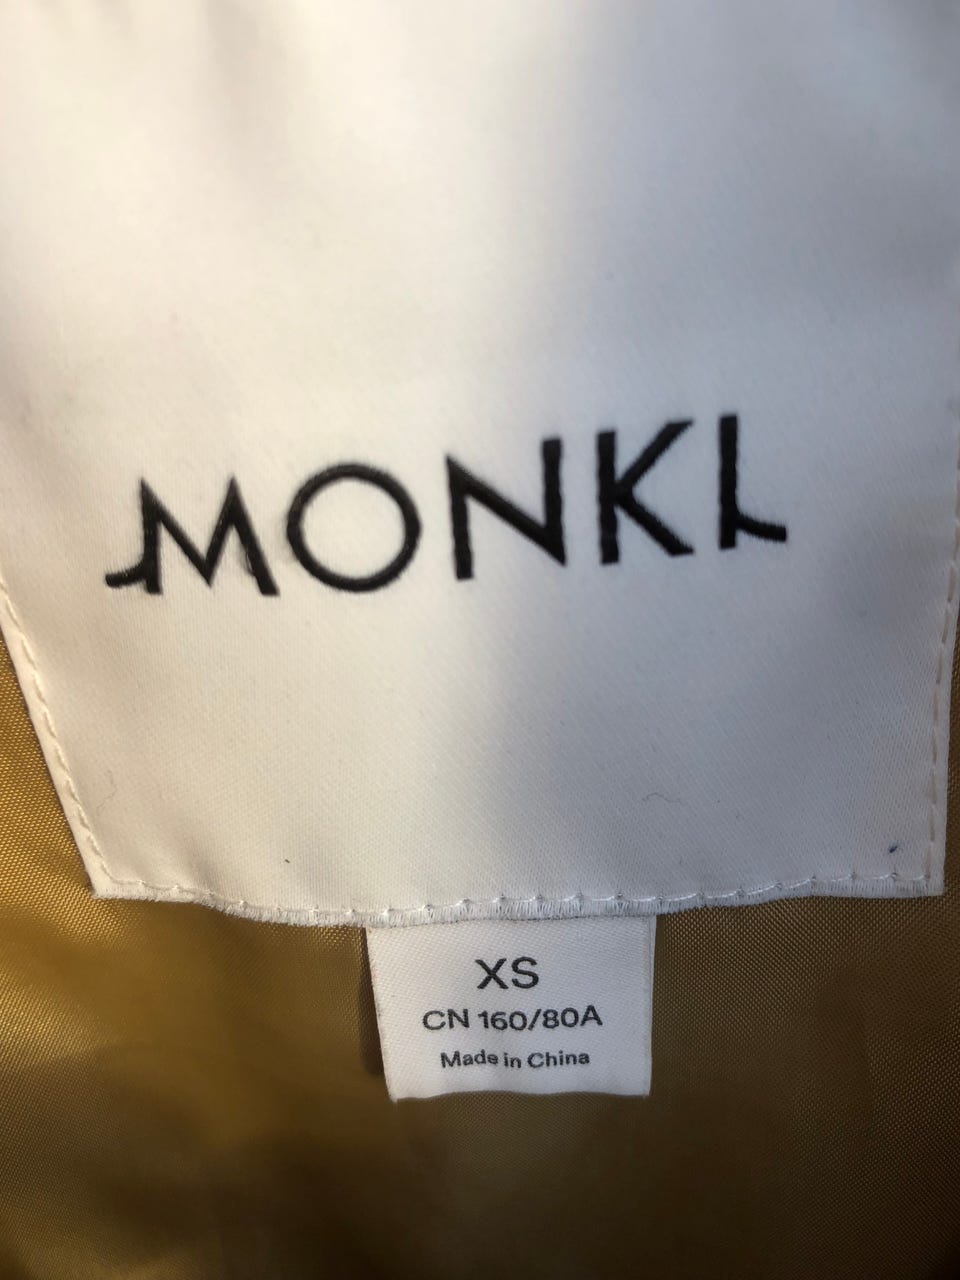 MONKI
XS
CN 160/80A
Made in China